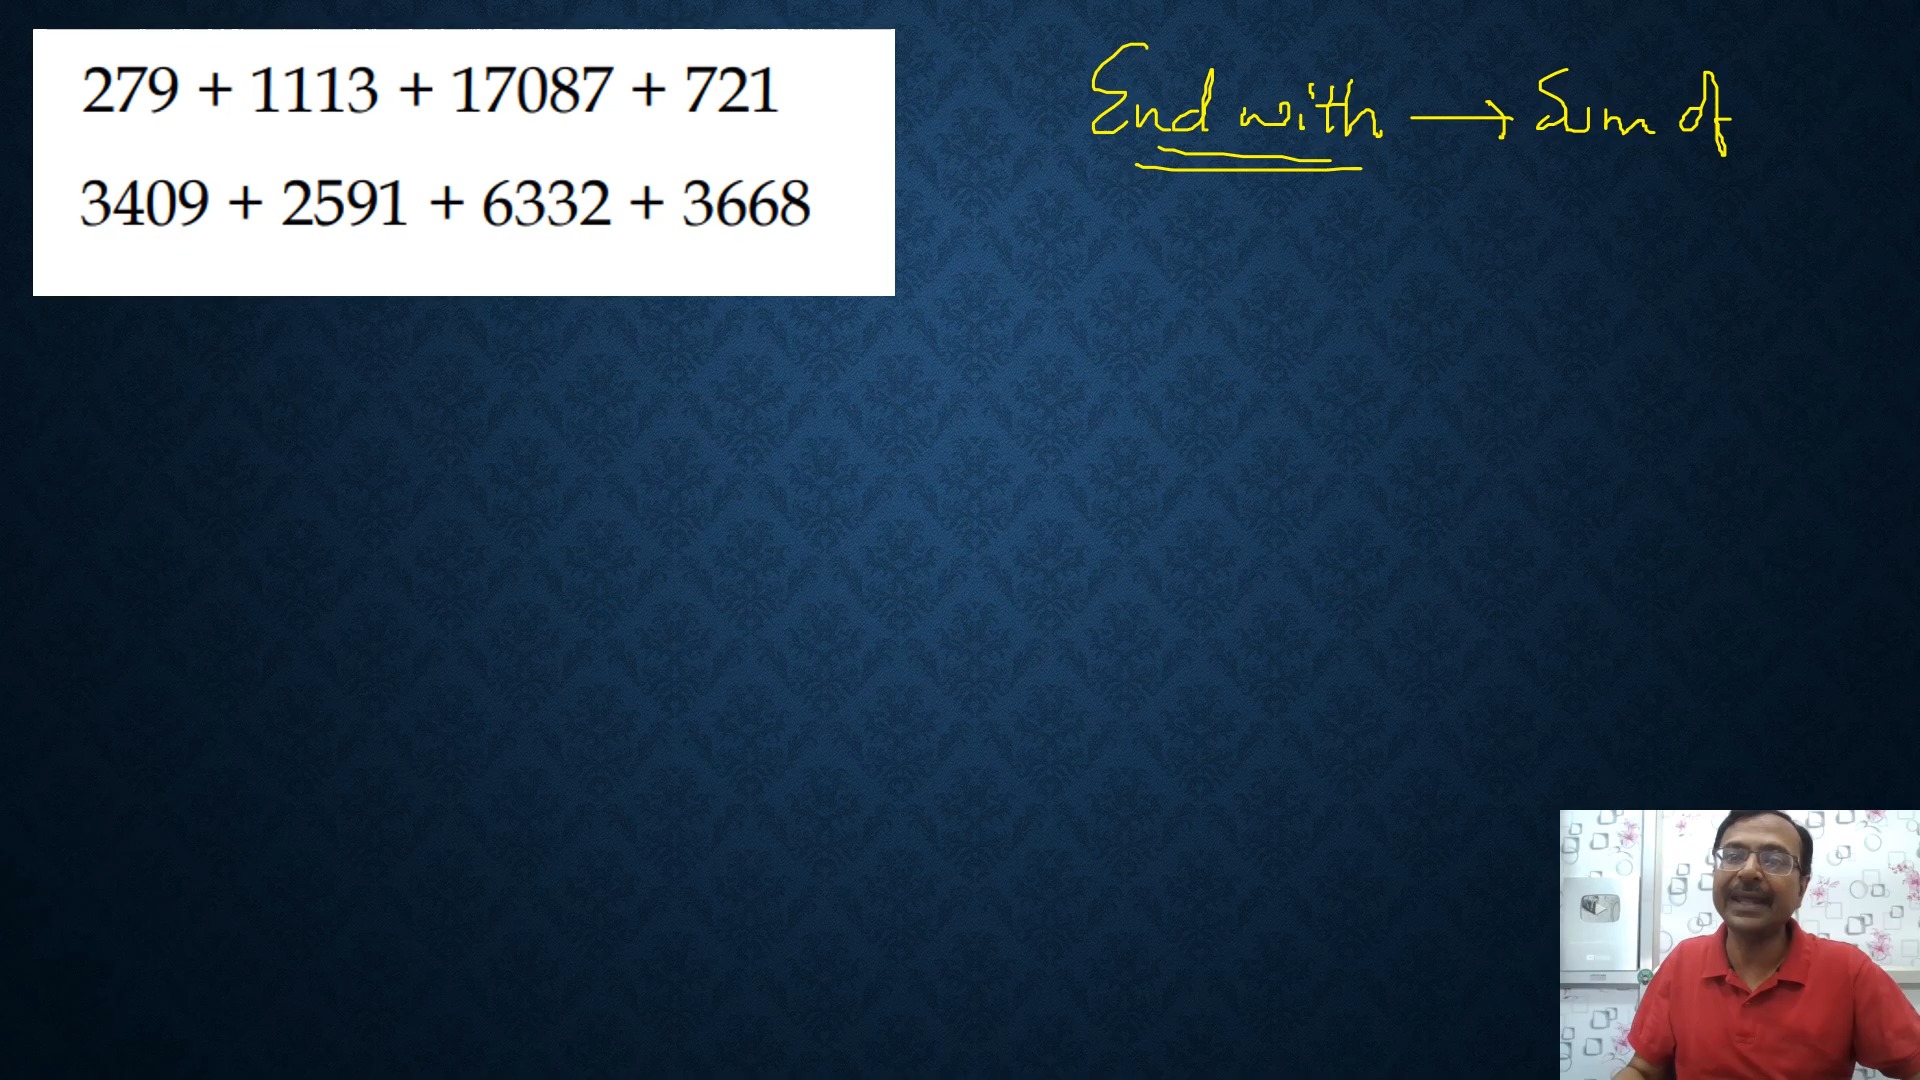 279 + 1113 + 17087 + 721
3409 + 2591 + 6332 + 3668
End with → Sum of